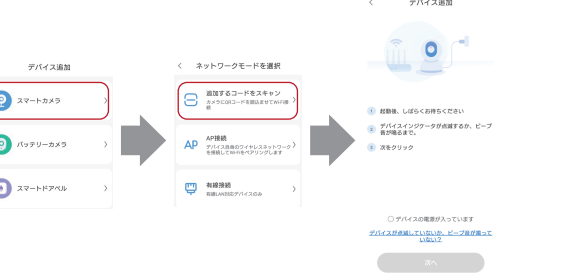 デバイス追加
スマートカメラ
バッテリーカメラ
スマートドアベル
ネットワークモードを選択
追加するコードをスキャン
カメラにQRコードを読込ませてWi-Fi接
続
AP
AP接続
デバイス自身のワイヤレスネットワーク
を接続してWi-Fiをペアリングします
有線接続
有線LAN対応デバイスのみ
デバイス追加
1 起動後、しばらくお待ちください
2 デバイスインジケータが点滅するか、ビープ
音が鳴るまで。
3 次をクリック
デバイスの電源が入っています
デバイスが点滅していないか、ビープ音が鳴って
いない？
次へ